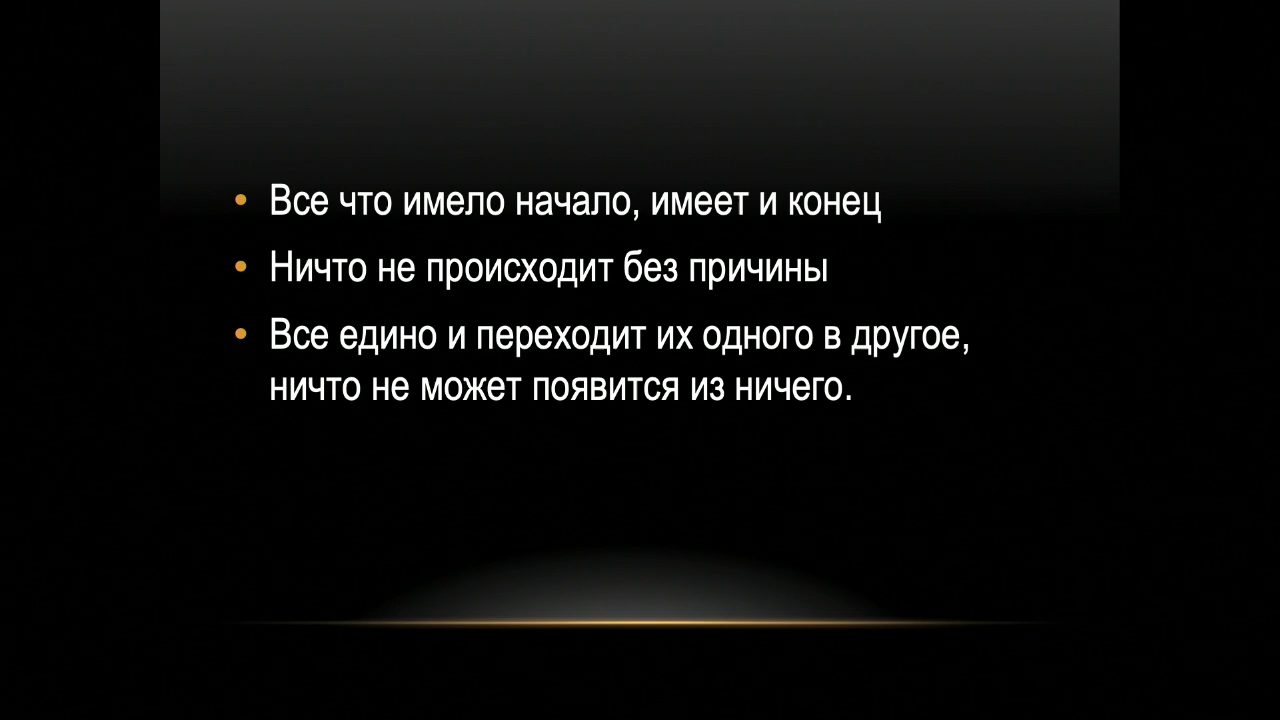 • Все что имело начало, имеет и конец
• Ничто не происходит без причины
• Все едино и переходит их одного в другое,
ничто не может появится из ничего.